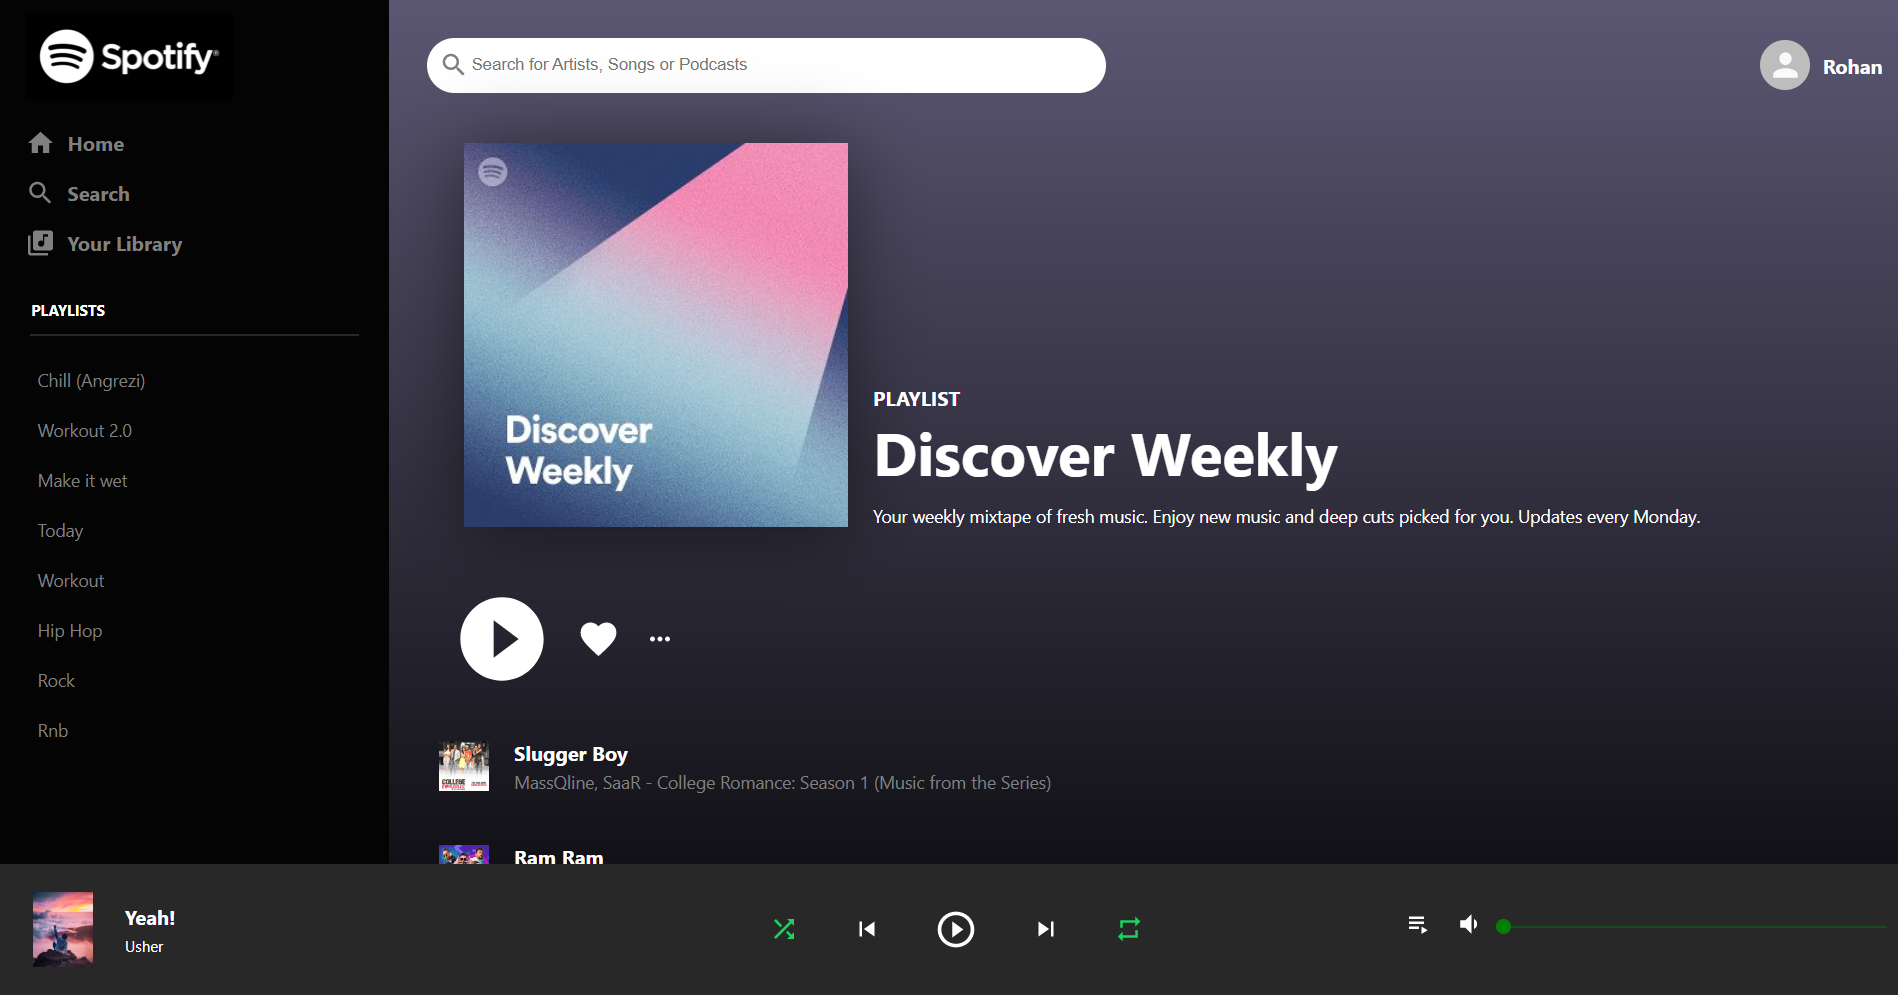 Spotify®
Home
Search
Your Library
PLAYLISTS
Chill (Angrezi)
Workout 2.0
Make it wet
Today
Workout
Hip Hop
Rock
Rnb
Search for Artists, Songs or Podcasts
Rohan
Discover
Weekly
PLAYLIST
Discover Weekly
Your weekly mixtape of fresh music. Enjoy new music and deep cuts picked for you. Updates every Monday.
COLLEGE
Slugger Boy
MassQline, SaaR - College Romance: Season 1 (Music from the Series)
Ram Ram
Yeah!
Usher